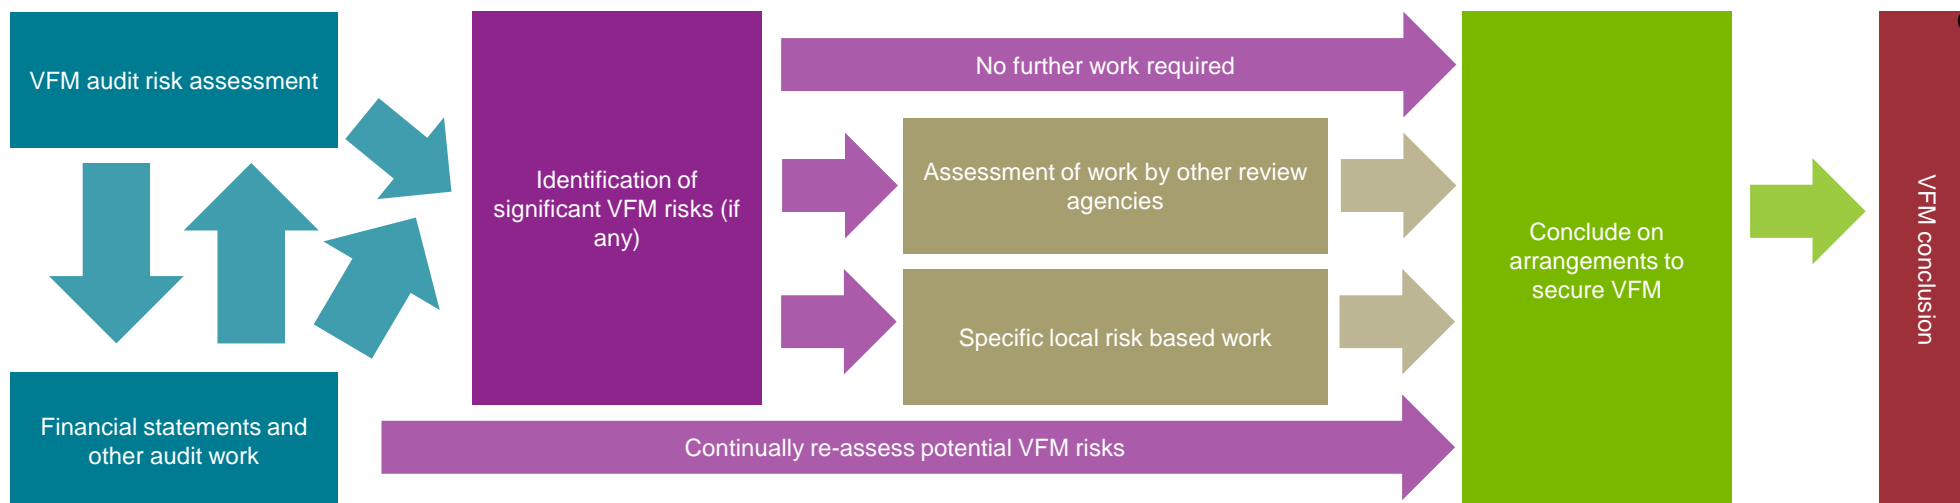 VFM audit risk assessment
Financial statements and
other audit work
Identification of
significant VFM risks (if
any)
No further work required
Assessment of work by other review
agencies
Specific local risk based work
Continually re-assess potential VFM risks
Conclude on
arrangements to
secure VFM
VFM conclusion